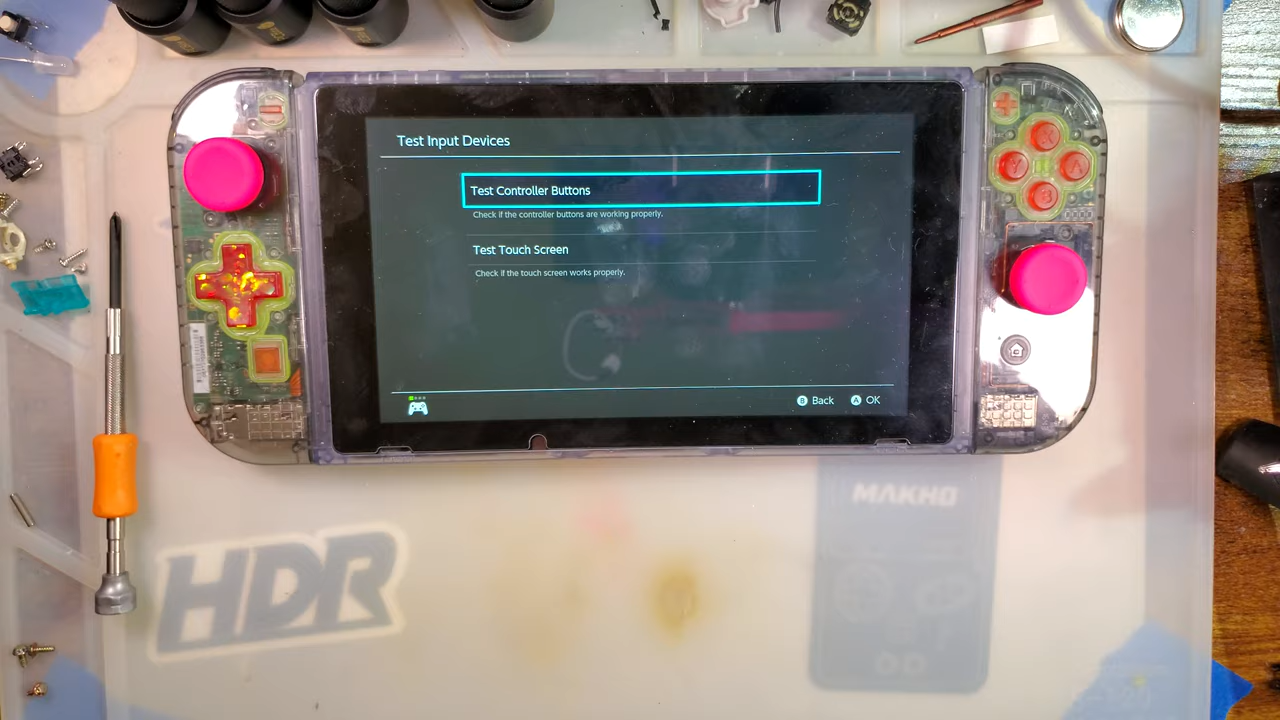 Test Input Devices
Test Controller Buttons
Check if the controller buttons are working properly.
Test Touch Screen
Check if the touch screen works properly.
B Back
A OK
X
Y
A
B
MAKHO
HDR